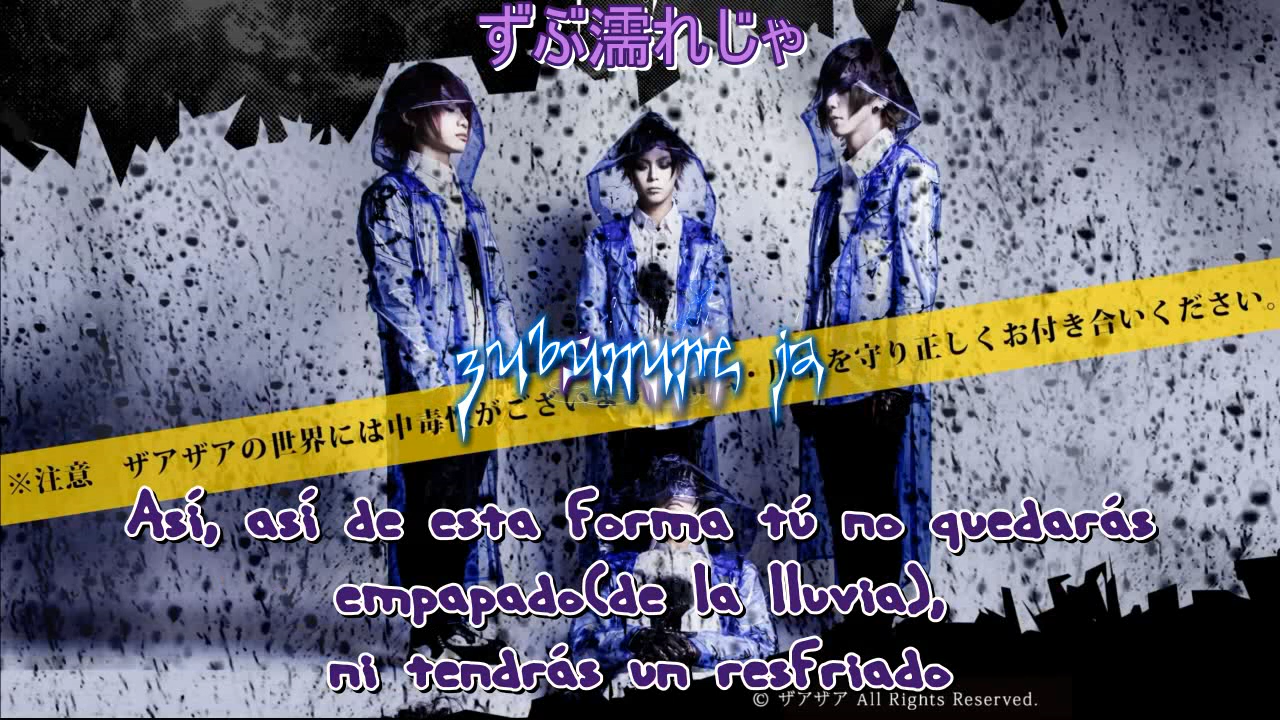 ずぶ濡れじゃ
zubunure ja
※注意 ザアザアの世界には中毒性がござい
を守り正しくお付き合いください。
Así, así de esta forma tú no quedarás
empapado(de la lluvia),
ni tendrás un resfriado
© ザアザア All Rights Reserved.